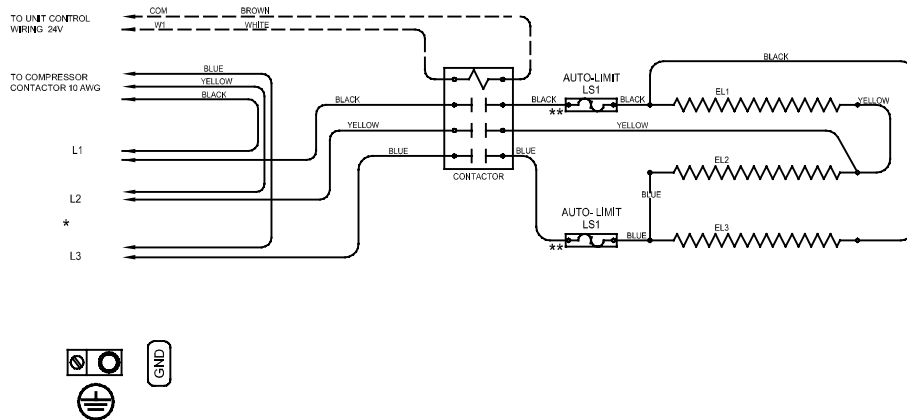 TO UNIT CONTROL
WIRING 24V
COM
BROWN
W1
WHITE
TO COMPRESSOR
CONTACTOR 10 AWG
BLUE
YELLOW
BLACK
L1
L2
*
L3
BLACK
YELLOW
BLUE
CONTACTOR
BLACK
AUTO-LIMIT
LS1
**
BLACK
BLACK
EL1
YELLOW
YELLOW
BLUE
EL2
BLUE
AUTO- LIMIT
LS1
**
BLUE
EL3
GND